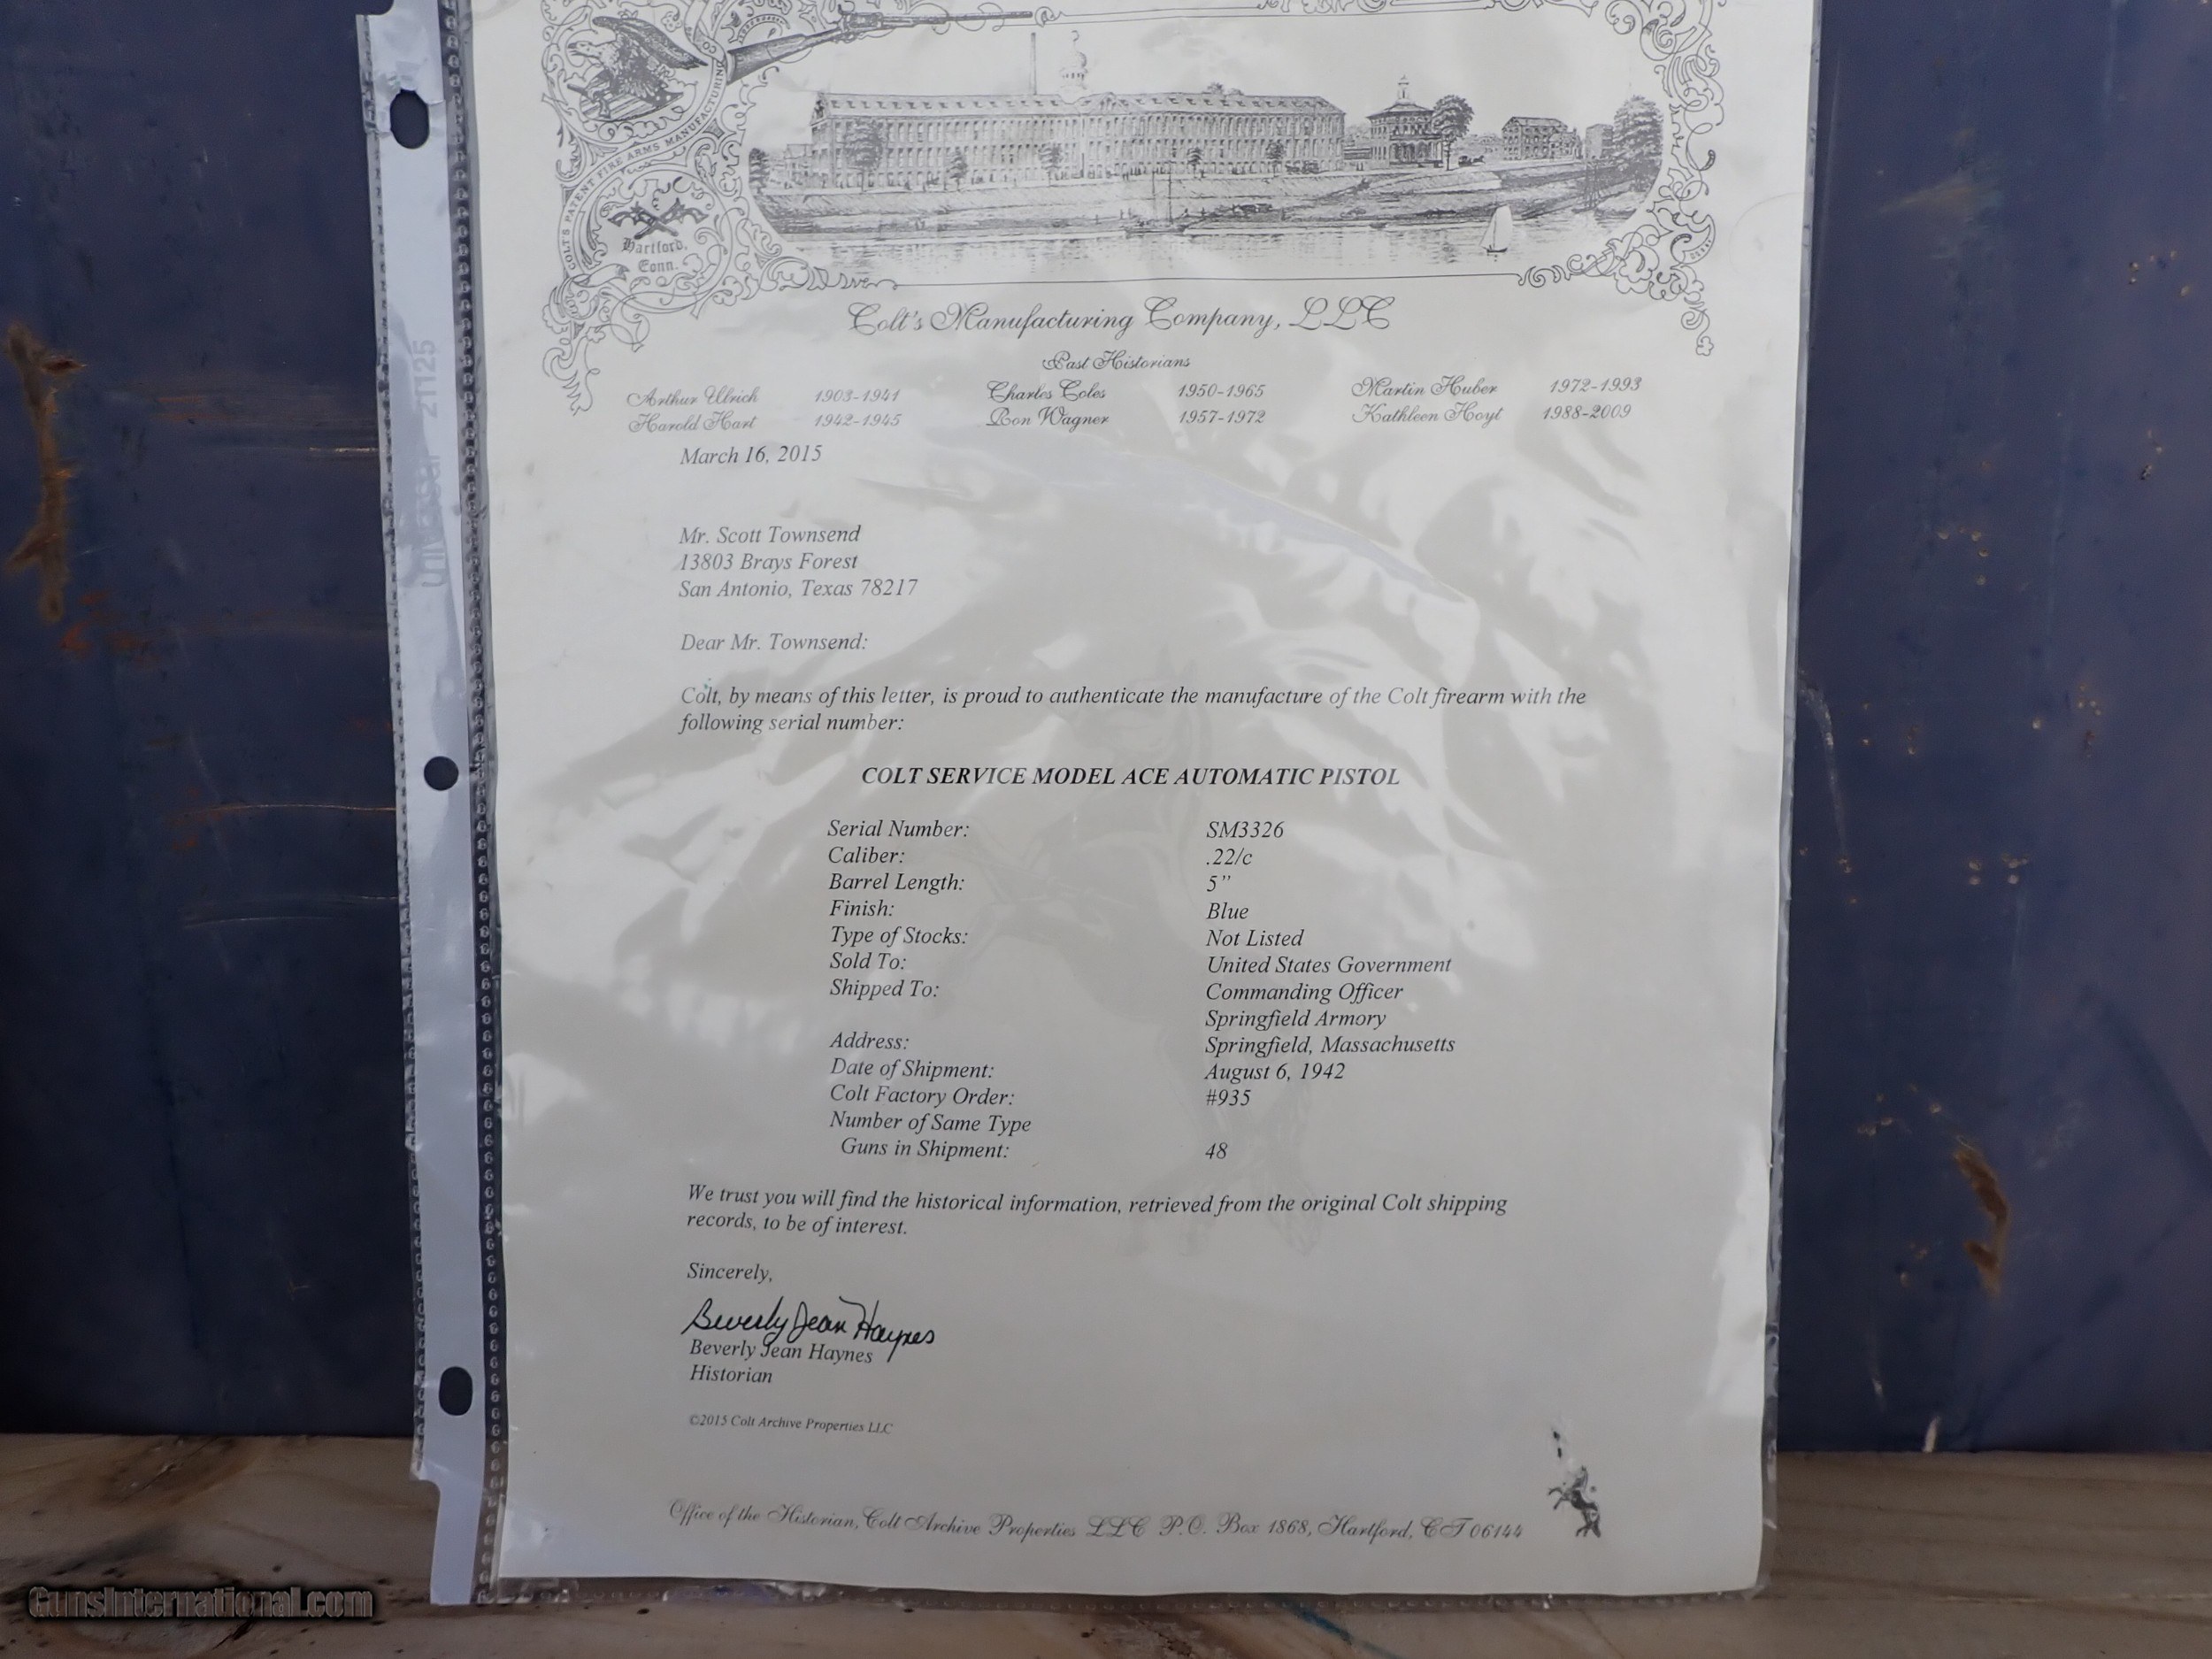 COLT'S PATENT FIRE ARMS MANUFACTURING CO
Hartford,
Conn.
Colt's Manufacturing Company, LLC
Past Historians
Arthur Ulrich 1903-1941 Charles Coles 1950-1965 Martin Huber 1972-1993
Harold Hart 1942-1945 Ron Wagner 1957-1972 Kathleen Hoyt 1988-2009
March 16, 2015
Mr. Scott Townsend
13803 Brays Forest
San Antonio, Texas 78217
Dear Mr. Townsend:
Colt, by means of this letter, is proud to authenticate the manufacture of the Colt firearm with the
following serial number:
COLT SERVICE MODEL ACE AUTOMATIC PISTOL
Serial Number: SM3326
Caliber: .22/c
Barrel Length: 5”
Finish: Blue
Type of Stocks: Not Listed
Sold To: United States Government
Shipped To: Commanding Officer
Springfield Armory
Address: Springfield, Massachusetts
Date of Shipment: August 6, 1942
Colt Factory Order: #935
Number of Same Type
Guns in Shipment: 48
We trust you will find the historical information, retrieved from the original Colt shipping
records, to be of interest.
Sincerely,
Beverly Jean Haynes
Beverly Jean Haynes
Historian
©2015 Colt Archive Properties LLC
Office of the Historian, Colt Archive Properties LLC P.O. Box 1868, Hartford, CT 06144
universal 21125
GunsInternational.com